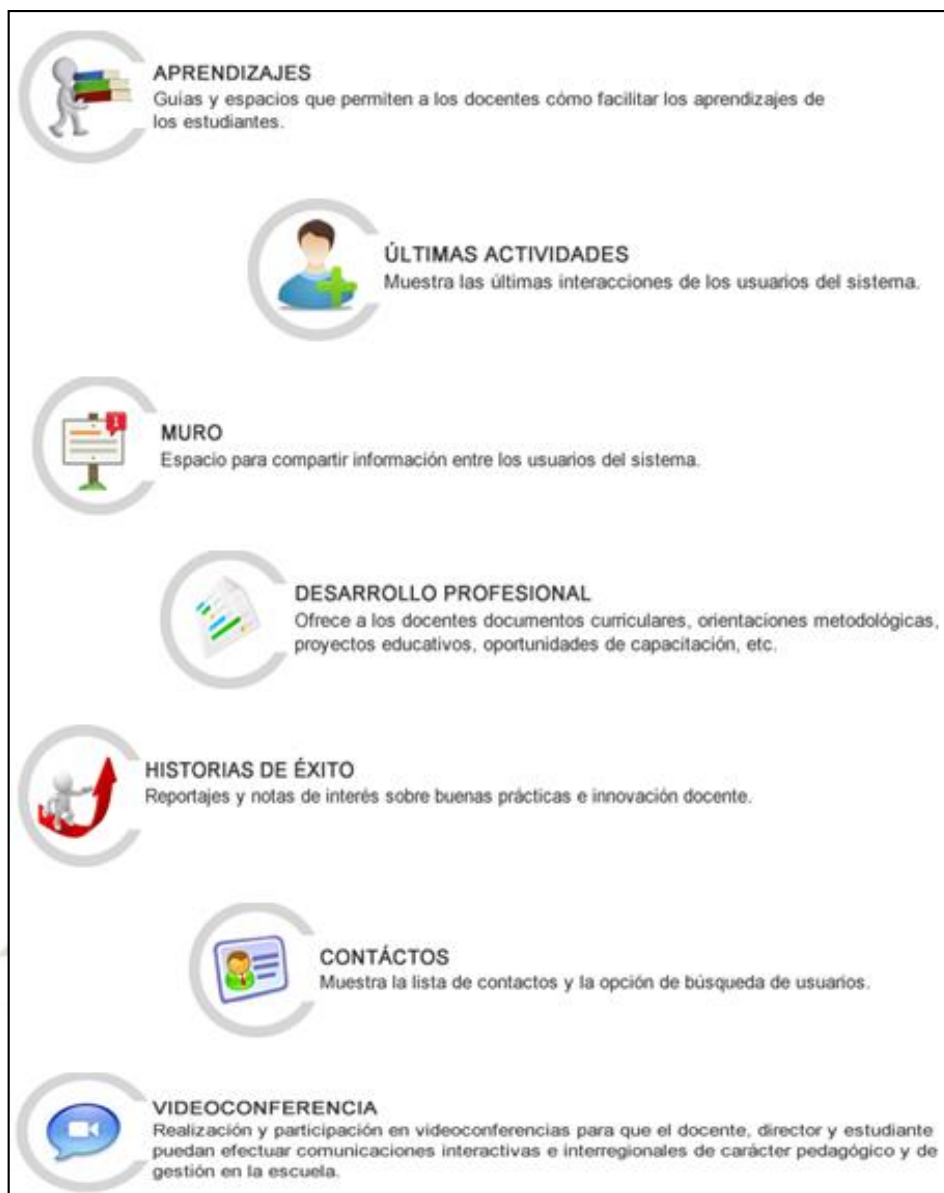 APRENDIZAJES
Guías y espacios que permiten a los docentes cómo facilitar los aprendizajes de
los estudiantes.
ÚLTIMAS ACTIVIDADES
Muestra las últimas interacciones de los usuarios del sistema.
MURO
Espacio para compartir información entre los usuarios del sistema.
DESARROLLO PROFESIONAL
Ofrece a los docentes documentos curriculares, orientaciones metodológicas,
proyectos educativos, oportunidades de capacitación, etc.
HISTORIAS DE ÉXITO
Reportajes y notas de interés sobre buenas prácticas e innovación docente.
CONTÁCTOS
Muestra la lista de contactos y la opción de búsqueda de usuarios.
VIDEOCONFERENCIA
Realización y participación en videoconferencias para que el docente, director y estudiante
puedan efectuar comunicaciones interactivas e interregionales de carácter pedagógico y de
gestión en la escuela.